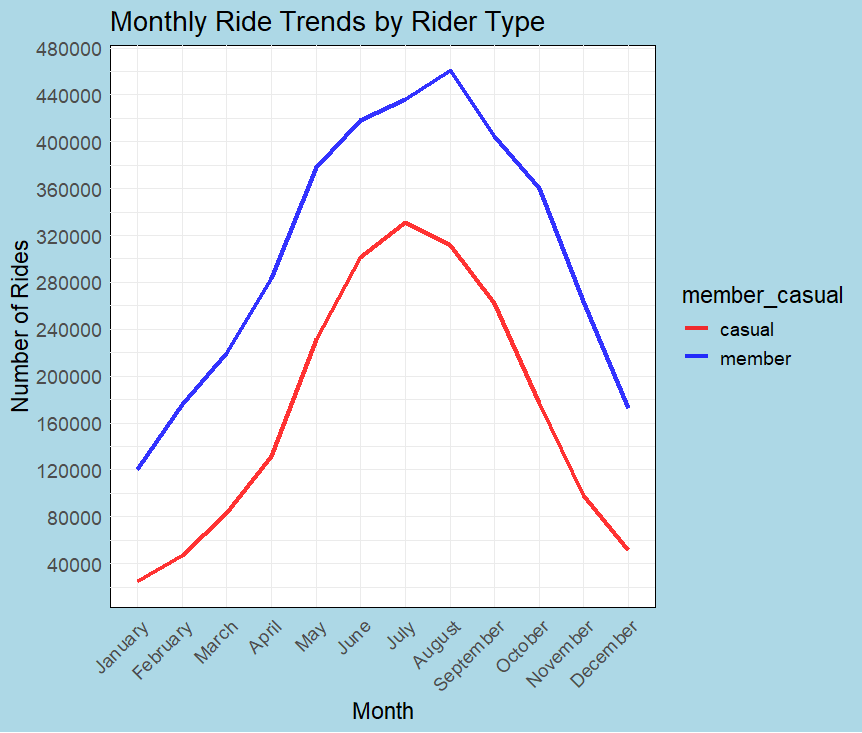 Monthly Ride Trends by Rider Type
480000
440000
400000
360000
320000
280000
240000
200000
160000
120000
80000
40000
Number of Rides
January
February
March
April
May
June
July
August
September
October
November
December
Month
member_casual
casual
member